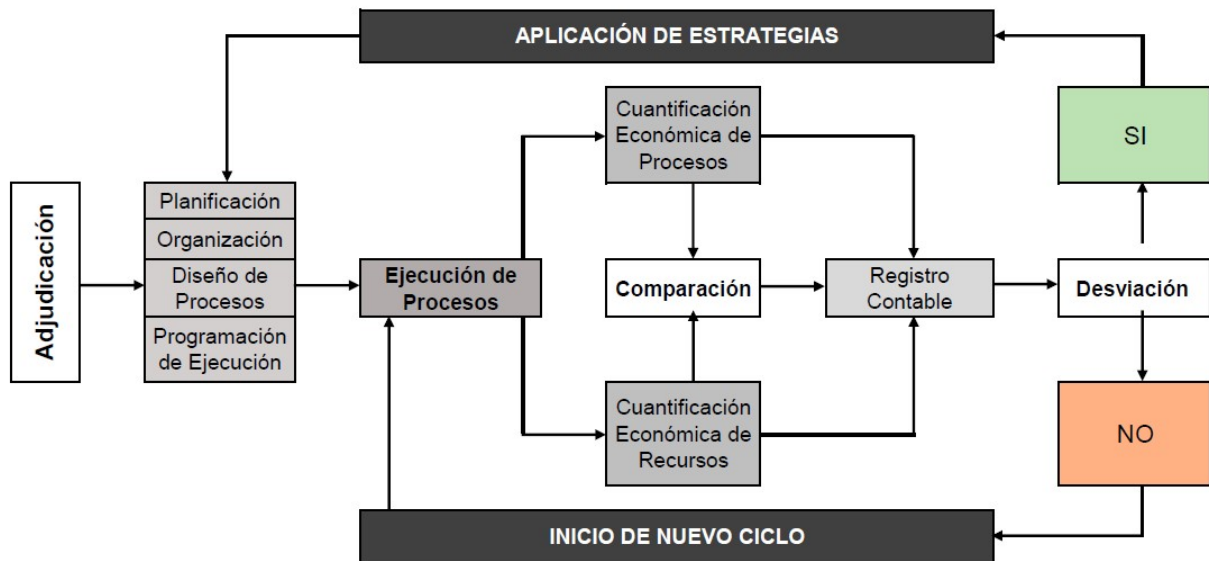 APLICACIÓN DE ESTRATEGIAS
Cuantificación
Económica de
Procesos
SI
Adjudicación
Planificación
Organización
Diseño de
Procesos
Programación
de Ejecución
Ejecución de
Procesos
Comparación
Registro
Contable
Desviación
Cuantificación
Económica de
Recursos
NO
INICIO DE NUEVO CICLO